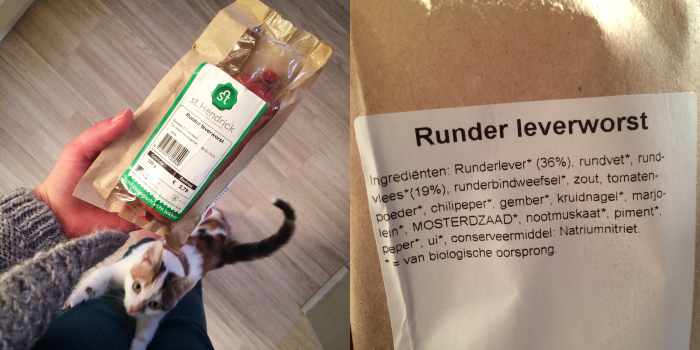 st
st. Hendrick
Runder leverworst
Runder leverworst
Ingrediënten: Runderlever* (36%), rundvet*, rund-
vlees*(19%), runderbindweefsel*, zout, tomaten-
poeder*, chilipeper*, gember*, kruidnagel*, marjo-
lein*, MOSTERDZAAD*, nootmuskaat*, piment*,
peper*, ui*, conserveermiddel: Natriumnitriet.
* = van biologische oorsprong.